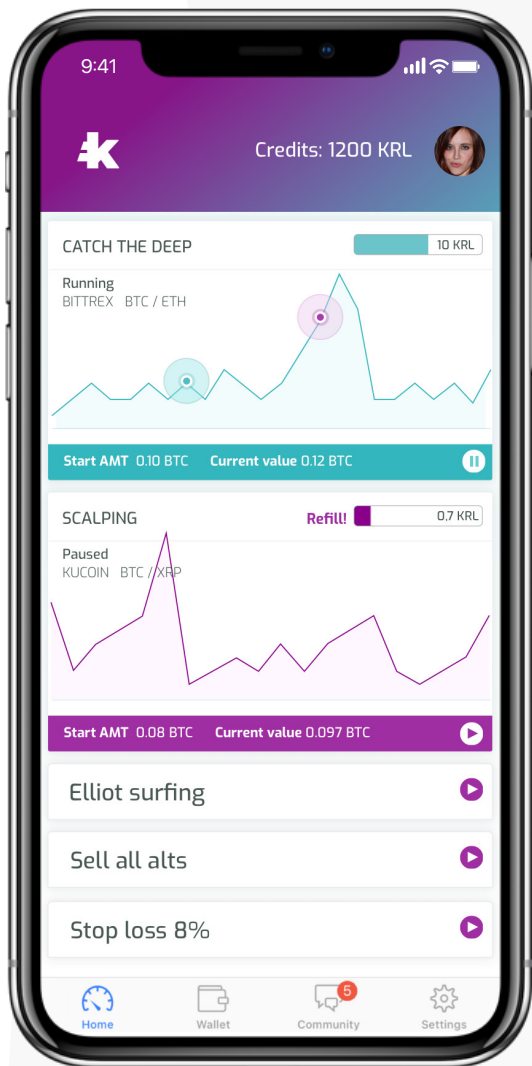 9:41
Credits: 1200 KRL
CATCH THE DEEP 10 KRL
Running
BITTREX BTC / ETH
Start AMT 0.10 BTC Current value 0.12 BTC
SCALPING Refill! 0,7 KRL
Paused
KUCOIN BTC / XRP
Start AMT 0.08 BTC Current value 0.097 BTC
Elliot surfing
Sell all alts
Stop loss 8%
5
Home Wallet Community Settings